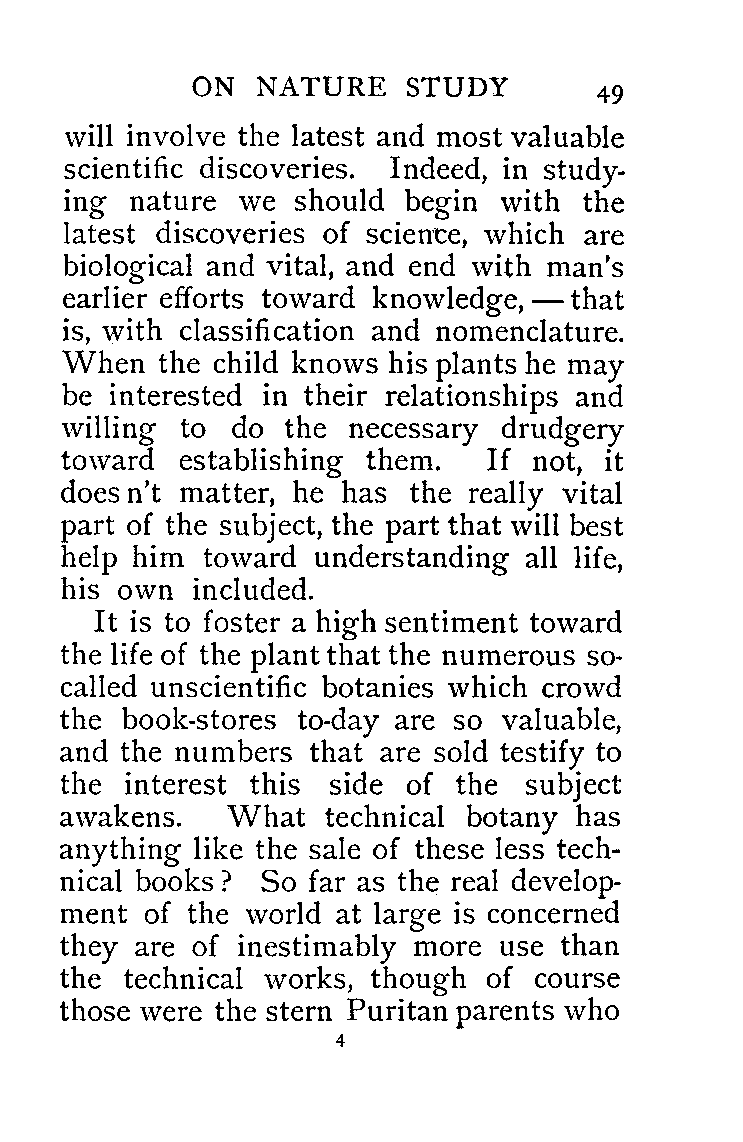 ON NATURE STUDY 49
will involve the latest and most valuable
scientific discoveries. Indeed, in study-
ing nature we should begin with the
latest discoveries of science, which are
biological and vital, and end with man's
earlier efforts toward knowledge, — that
is, with classification and nomenclature.
When the child knows his plants he may
be interested in their relationships and
willing to do the necessary drudgery
toward establishing them. If not, it
does n't matter, he has the really vital
part of the subject, the part that will best
help him toward understanding all life,
his own included.
It is to foster a high sentiment toward
the life of the plant that the numerous so-
called unscientific botanies which crowd
the book-stores to-day are so valuable,
and the numbers that are sold testify to
the interest this side of the subject
awakens. What technical botany has
anything like the sale of these less tech-
nical books? So far as the real develop-
ment of the world at large is concerned
they are of inestimably more use than
the technical works, though of course
those were the stern Puritan parents who
4